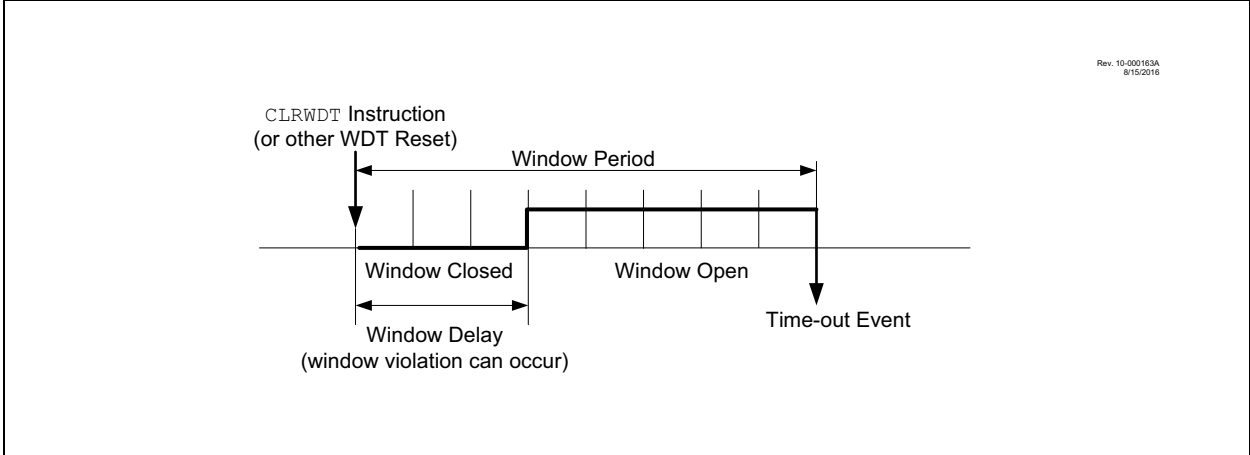 Rev. 10-000163A
8/15/2016
CLRWDT Instruction
(or other WDT Reset)
Window Period
Window Closed
Window Open
Window Delay
(window violation can occur)
Time-out Event